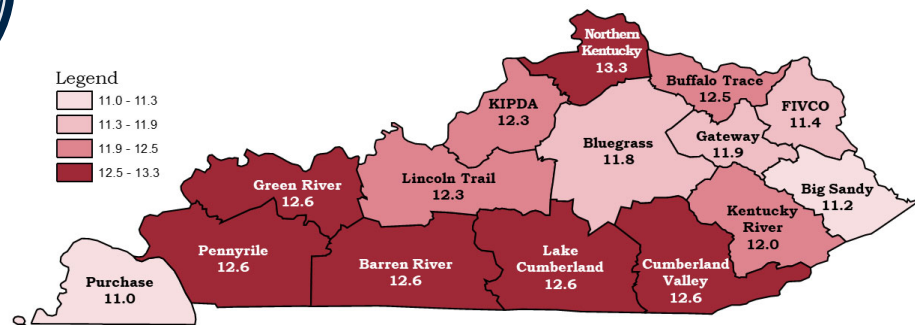 Legend
11.0 - 11.3
11.3 - 11.9
11.9 - 12.5
12.5 - 13.3
Northern
Kentucky
13.3
Buffalo Trace
12.5
FIVCO
11.4
KIPDA
12.3
Bluegrass
11.8
Gateway
11.9
Big Sandy
11.2
Green River
12.6
Lincoln Trail
12.3
Kentucky
River
12.0
Pennyrile
12.6
Barren River
12.6
Lake
Cumberland
12.6
Cumberland
Valley
12.6
Purchase
11.0